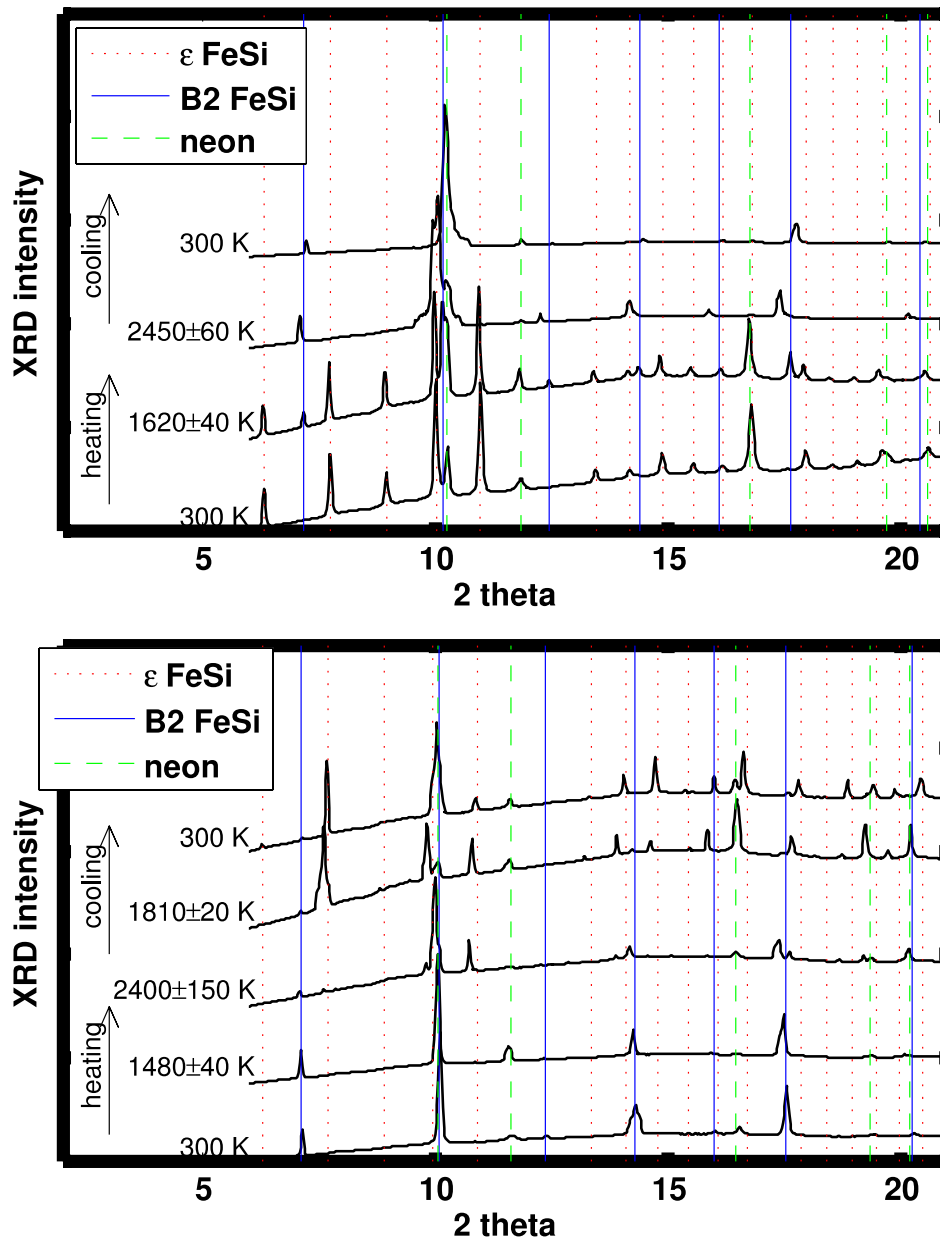 ε FeSi
B2 FeSi
neon
XRD intensity
cooling
heating
300 K
2450±60 K
1620±40 K
300 K
5 10 15 20
2 theta
ε FeSi
B2 FeSi
neon
XRD intensity
cooling
heating
300 K
1810±20 K
2400±150 K
1480±40 K
300 K
5 10 15 20
2 theta